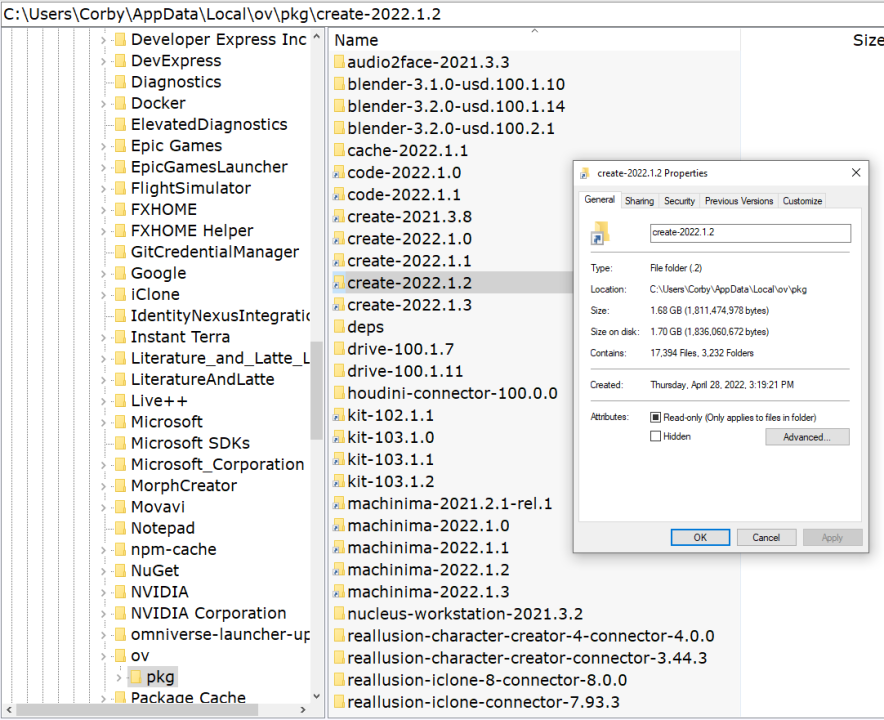 C:\Users\Corby\AppData\Local\ov\pkg\create-2022.1.2
Developer Express Inc
DevExpress
Diagnostics
Docker
ElevatedDiagnostics
Epic Games
EpicGamesLauncher
FlightSimulator
FXHOME
FXHOME Helper
GitCredentialManager
Google
iClone
IdentityNexusIntegratic
Instant Terra
Literature_and_Latte_L
LiteratureAndLatte
Live++
Microsoft
Microsoft SDKs
Microsoft_Corporation
MorphCreator
Movavi
Notepad
npm-cache
NuGet
NVIDIA
NVIDIA Corporation
omniverse-launcher-up
ov
pkg
Package Cache
Name
Size
audio2face-2021.3.3
blender-3.1.0-usd.100.1.10
blender-3.2.0-usd.100.1.14
blender-3.2.0-usd.100.2.1
cache-2022.1.1
code-2022.1.0
code-2022.1.1
create-2021.3.8
create-2022.1.0
create-2022.1.1
create-2022.1.2
create-2022.1.3
deps
drive-100.1.7
drive-100.1.11
houdini-connector-100.0.0
kit-102.1.1
kit-103.1.0
kit-103.1.1
kit-103.1.2
machinima-2021.2.1-rel.1
machinima-2022.1.0
machinima-2022.1.1
machinima-2022.1.2
machinima-2022.1.3
nucleus-workstation-2021.3.2
reallusion-character-creator-4-connector-4.0.0
reallusion-character-creator-connector-3.44.3
reallusion-iclone-8-connector-8.0.0
reallusion-iclone-connector-7.93.3
create-2022.1.2 Properties
General Sharing Security Previous Versions Customize
create-2022.1.2
Type: File folder (.2)
Location: C:\Users\Corby\AppData\Local\ov\pkg
Size: 1.68 GB (1,811,474,978 bytes)
Size on disk: 1.70 GB (1,836,060,672 bytes)
Contains: 17,394 Files, 3,232 Folders
Created: Thursday, April 28, 2022, 3:19:21 PM
Attributes: Read-only (Only applies to files in folder)
Hidden Advanced...
OK Cancel Apply